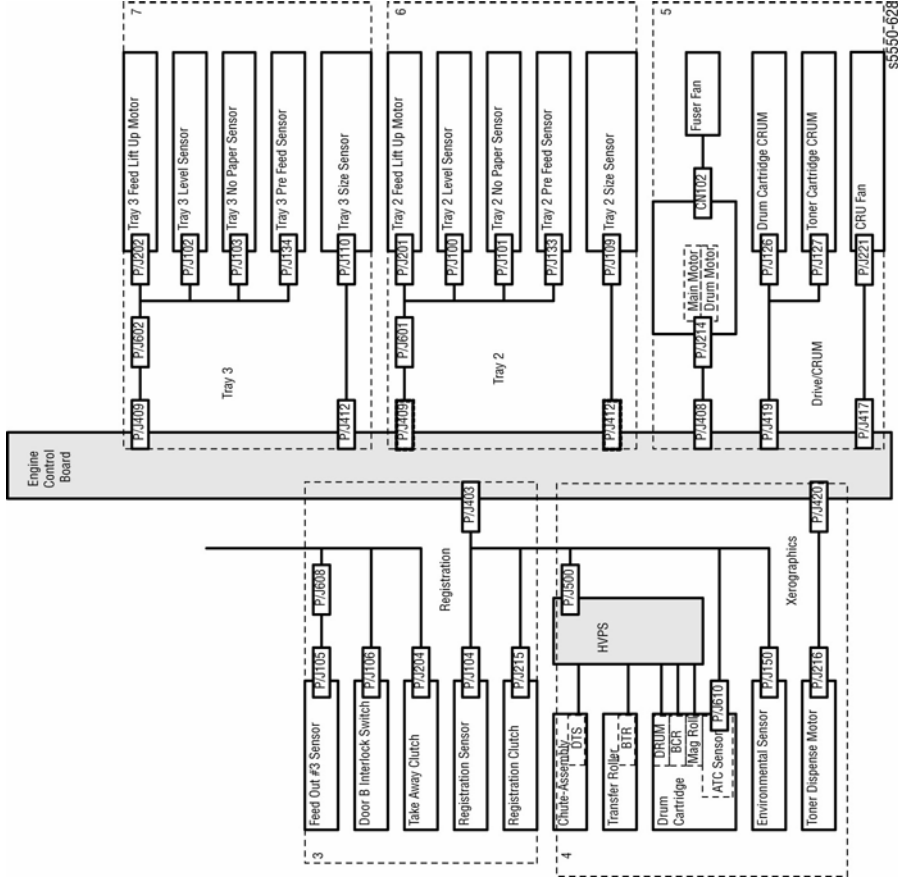 7
Tray 3 Feed Lift Up Motor
Tray 3 Level Sensor
Tray 3 No Paper Sensor
Tray 3 Pre Feed Sensor
Tray 3 Size Sensor
P/J202
P/J102
P/J103
P/J134
P/J110
P/J602
Tray 3
P/J409
P/J412
6
Tray 2 Feed Lift Up Motor
Tray 2 Level Sensor
Tray 2 No Paper Sensor
Tray 2 Pre Feed Sensor
Tray 2 Size Sensor
P/J201
P/J100
P/J101
P/J133
P/J109
P/J601
Tray 2
P/J409
P/J412
5
Fuser Fan
CN102
Main Motor
Drum Motor
P/J214
P/J408
Drum Cartridge CRUM
Toner Cartridge CRUM
CRU Fan
P/J126
P/J127
P/J221
Drive/CRUM
P/J419
P/J417
s5550-628
Engine
Control
Board
P/J403
P/J420
Registration
P/J608
P/J105
P/J106
P/J204
P/J104
P/J215
Feed Out #3 Sensor
Door B Interlock Switch
Take Away Clutch
Registration Sensor
Registration Clutch
3
Xerographics
P/J500
HVPS
Chute-Assembly
DTS
Transfer Roller
BTR
Drum
Cartridge
DRUM
BCR
Mag Roll
ATC Sensor
P/J610
Environmental Sensor
P/J150
Toner Dispense Motor
P/J216
4